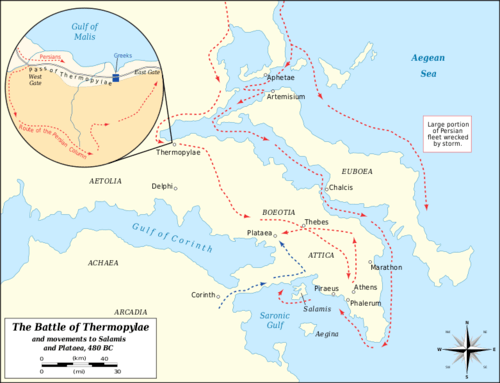 Gulf of
Malis
Greeks
Persians
Pass of Thermopylae
West
Gate
East Gate
Route of the Persian Column
Aegean
Sea
Aphetae
Artemisium
Large portion
of Persian
fleet wrecked
by storm.
Thermopylae
EUBOEA
AETOLIA
Delphi
Chalcis
BOEOTIA
Thebes
Gulf of Corinth
Plataea
ATTICA
ACHAEA
Marathon
Corinth
Piraeus
Athens
Phalerum
Salamis
ARCADIA
Saronic
Gulf
Aegina
The Battle of Thermopylae
and movements to Salamis
and Plataea, 480 BC
0 (km) 40
0 (mi) 30
N
W E
S